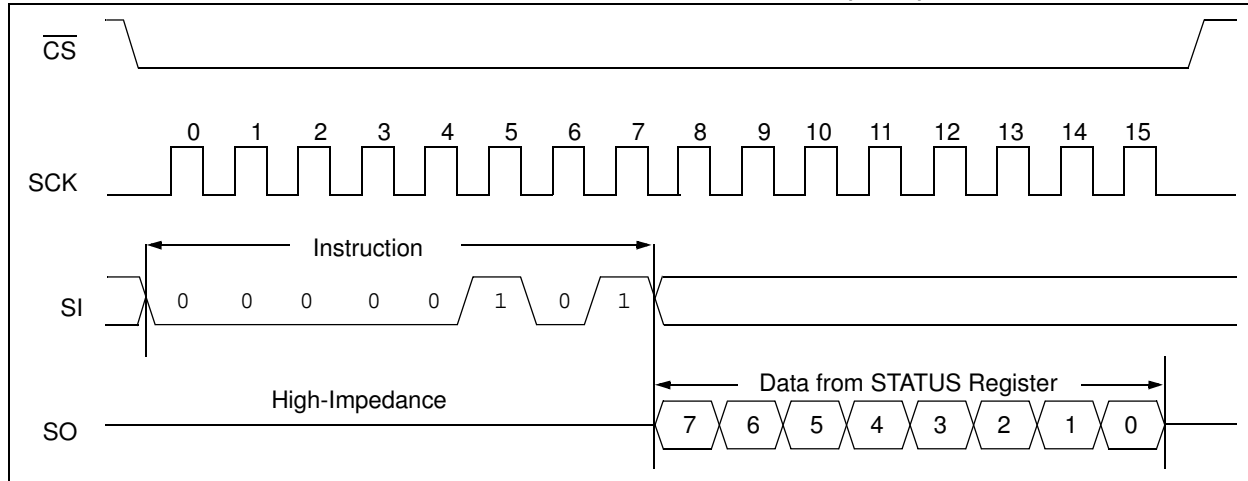 CS
0 1 2 3 4 5 6 7 8 9 10 11 12 13 14 15
SCK
Instruction
SI 0 0 0 0 0 1 0 1
Data from STATUS Register
High-Impedance
SO 7 6 5 4 3 2 1 0